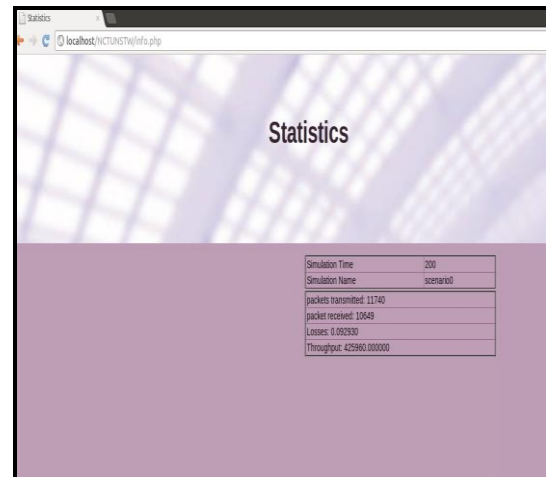 Statistics
localhost/NCTUNSTW/info.php
Statistics
Simulation Time 200
Simulation Name scenario0
packets transmitted: 11740
packet received: 10649
Losses: 0.092930
Throughput: 425960.000000